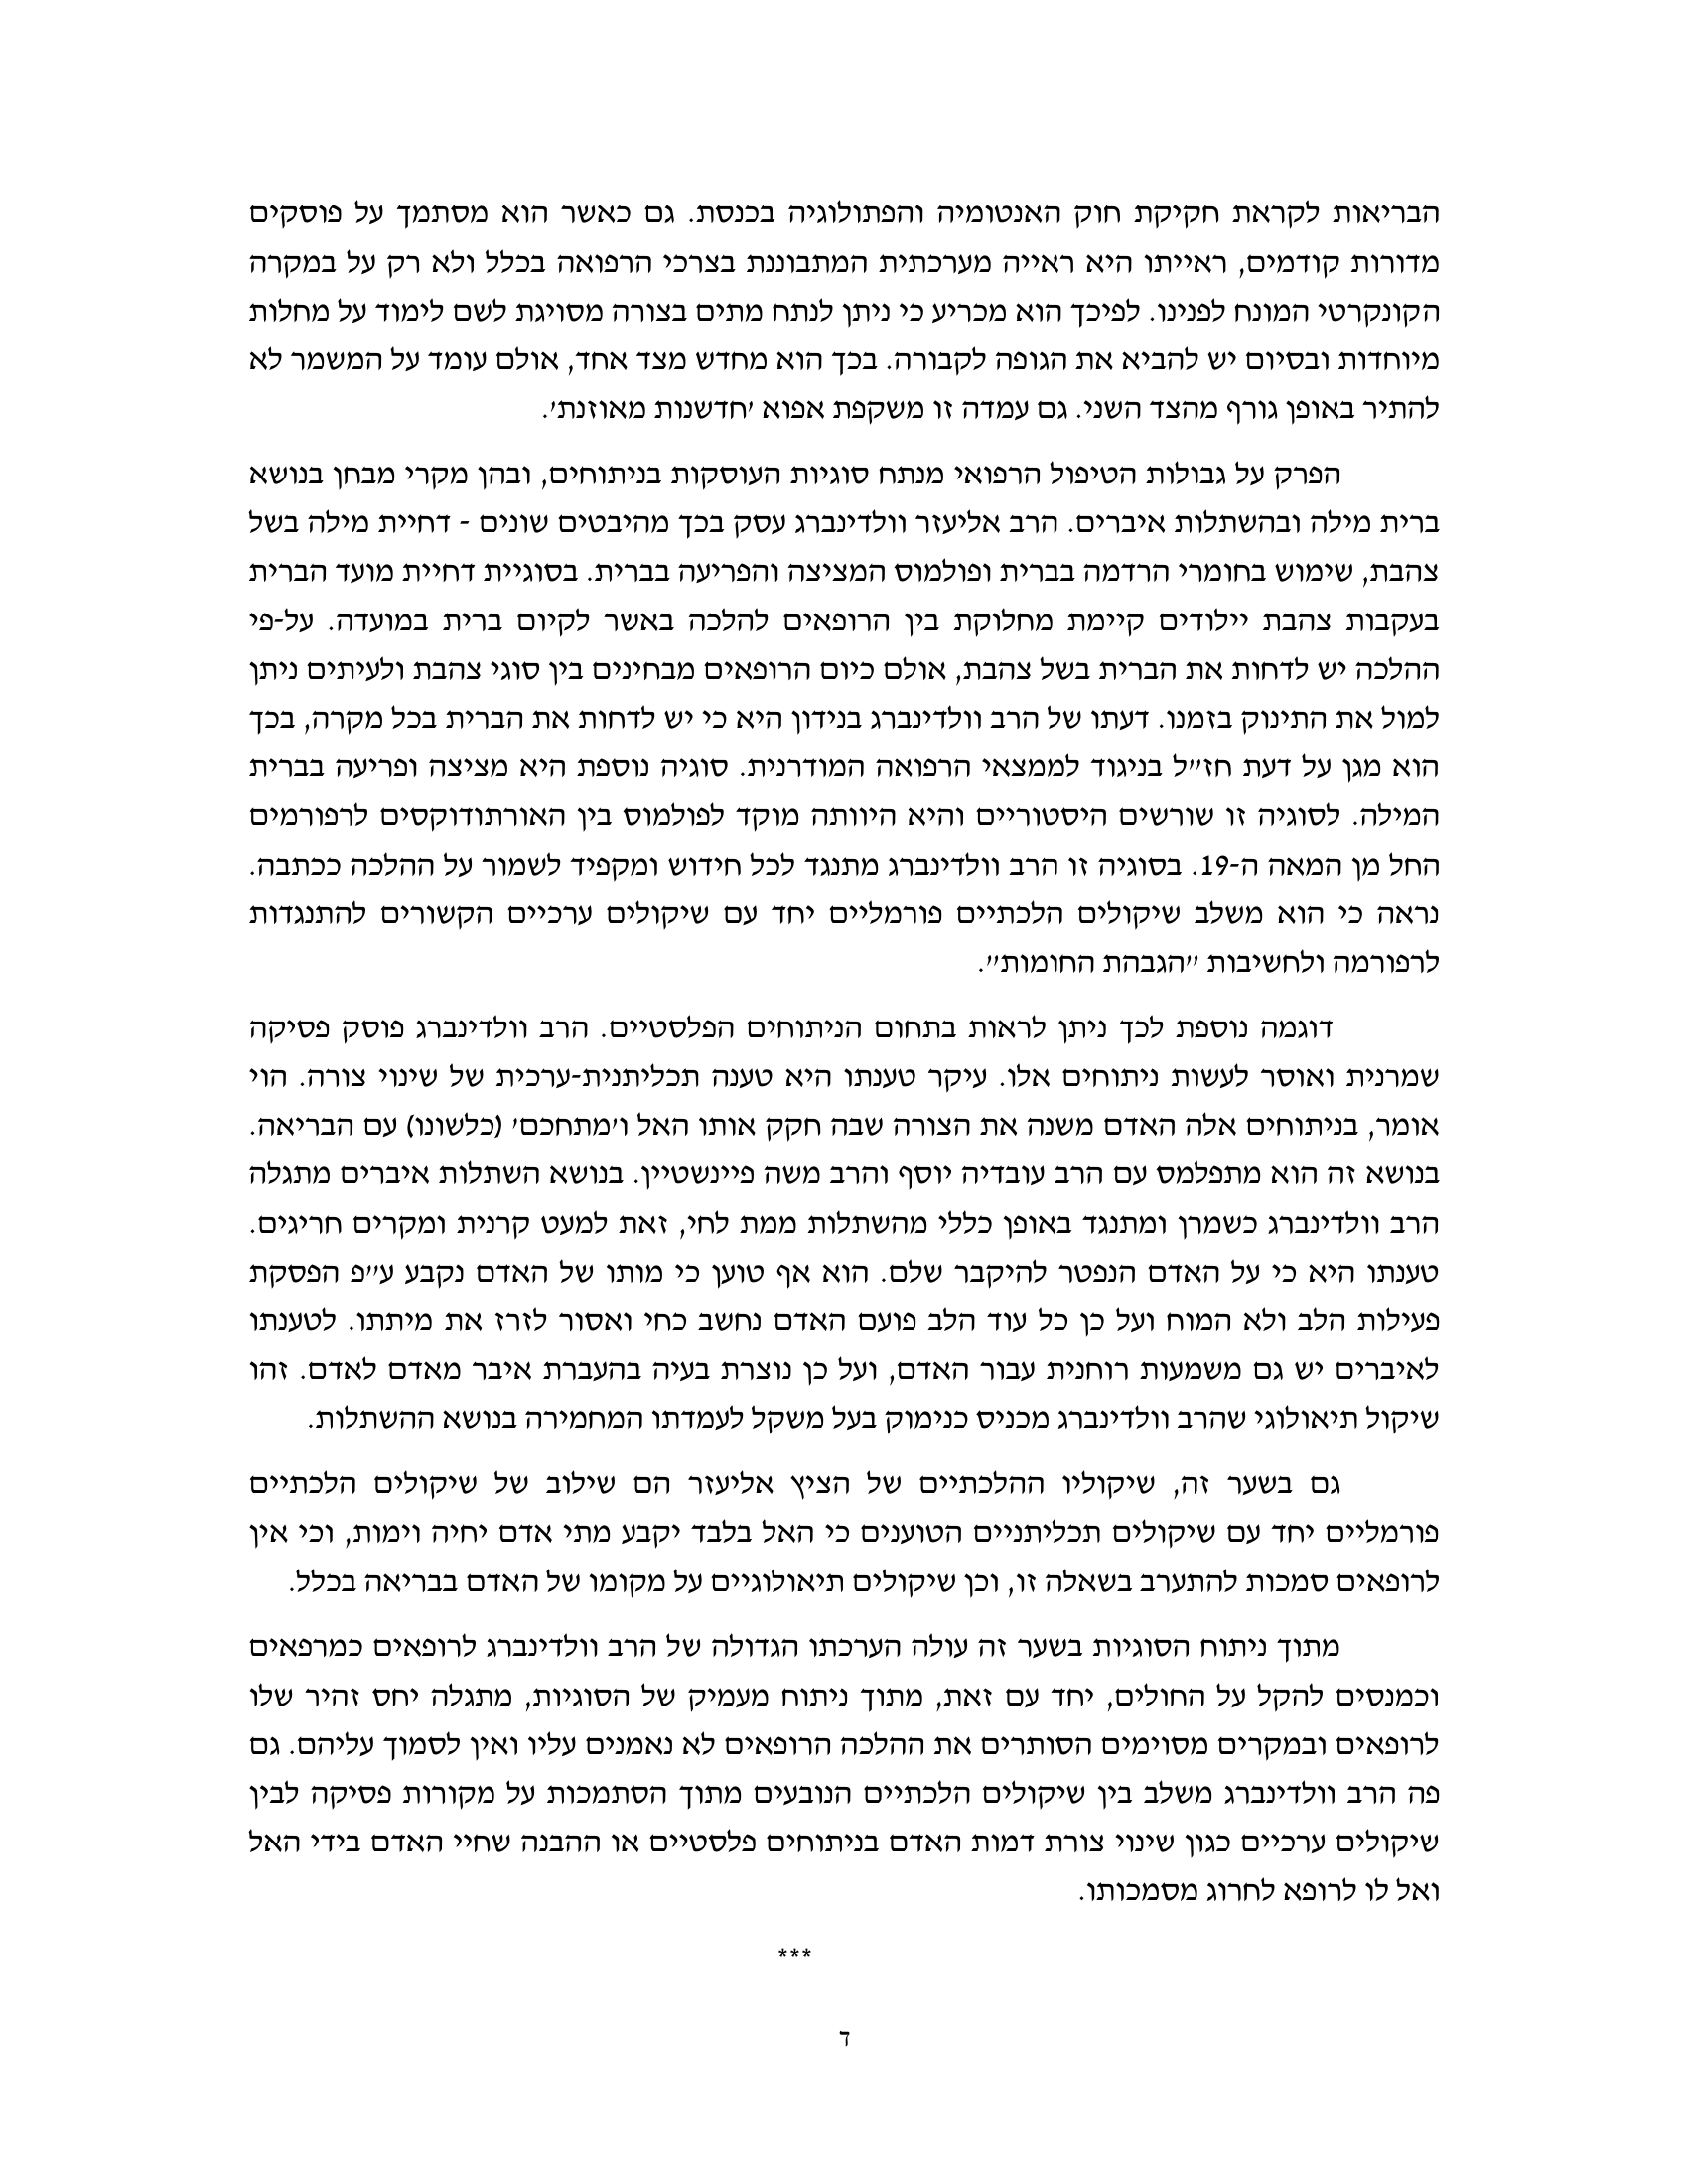 הבריאות לקראת חקיקת חוק האנטומיה והפתולוגיה בכנסת. גם כאשר הוא מסתמך על פוסקים
מדורות קודמים, ראייתו היא ראייה מערכתית המתבוננת בצרכי הרפואה בכלל ולא רק על במקרה
הקונקרטי המונח לפנינו. לפיכך הוא מכריע כי ניתן לנתח מתים בצורה מסויגת לשם לימוד על מחלות
מיוחדות ובסיום יש להביא את הגופה לקבורה. בכך הוא מחדש מצד אחד, אולם עומד על המשמר לא
להתיר באופן גורף מהצד השני. גם עמדה זו משקפת אפוא 'חדשנות מאוזנת'.
הפרק על גבולות הטיפול הרפואי מנתח סוגיות העוסקות בניתוחים, ובהן מקרי מבחן בנושא
ברית מילה ובהשתלות איברים. הרב אליעזר וולדינברג עסק בכך מהיבטים שונים - דחיית מילה בשל
צהבת, שימוש בחומרי הרדמה בברית ופולמוס המציצה והפריעה בברית. בסוגיית דחיית מועד הברית
בעקבות צהבת יילודים קיימת מחלוקת בין הרופאים להלכה באשר לקיום ברית במועדה. על-פי
ההלכה יש לדחות את הברית בשל צהבת, אולם כיום הרופאים מבחינים בין סוגי צהבת ולעיתים ניתן
למול את התינוק בזמנו. דעתו של הרב וולדינברג בנידון היא כי יש לדחות את הברית בכל מקרה, בכך
הוא מגן על דעת חז"ל בניגוד לממצאי הרפואה המודרנית. סוגיה נוספת היא מציצה ופריעה בברית
המילה. לסוגיה זו שורשים היסטוריים והיא היוותה מוקד לפולמוס בין האורתודוקסים לרפורמים
החל מן המאה ה-19. בסוגיה זו הרב וולדינברג מתנגד לכל חידוש ומקפיד לשמור על ההלכה ככתבה.
נראה כי הוא משלב שיקולים הלכתיים פורמליים יחד עם שיקולים ערכיים הקשורים להתנגדות
לרפורמה ולחשיבות "הגבהת החומות".
דוגמה נוספת לכך ניתן לראות בתחום הניתוחים הפלסטיים. הרב וולדינברג פוסק פסיקה
שמרנית ואוסר לעשות ניתוחים אלו. עיקר טענתו היא טענה תכליתנית-ערכית של שינוי צורה. הוי
אומר, בניתוחים אלה האדם משנה את הצורה שבה חקק אותו האל ו'מתחכם' (כלשונו) עם הבריאה.
בנושא זה הוא מתפלמס עם הרב עובדיה יוסף והרב משה פיינשטיין. בנושא השתלות איברים מתגלה
הרב וולדינברג כשמרן ומתנגד באופן כללי מהשתלות ממת לחי, זאת למעט קרנית ומקרים חריגים.
טענתו היא כי על האדם הנפטר להיקבר שלם. הוא אף טוען כי מותו של האדם נקבע ע"פ הפסקת
פעילות הלב ולא המוח ועל כן כל עוד הלב פועם האדם נחשב כחי ואסור לזרז את מיתתו. לטענתו
לאיברים יש גם משמעות רוחנית עבור האדם, ועל כן נוצרת בעיה בהעברת איבר מאדם לאדם. זהו
שיקול תיאולוגי שהרב וולדינברג מכניס כנימוק בעל משקל לעמדתו המחמירה בנושא ההשתלות.
גם בשער זה, שיקוליו ההלכתיים של הציץ אליעזר הם שילוב של שיקולים הלכתיים
פורמליים יחד עם שיקולים תכליתניים הטוענים כי האל בלבד יקבע מתי אדם יחיה וימות, וכי אין
לרופאים סמכות להתערב בשאלה זו, וכן שיקולים תיאולוגיים על מקומו של האדם בבריאה בכלל.
מתוך ניתוח הסוגיות בשער זה עולה הערכתו הגדולה של הרב וולדינברג לרופאים כמרפאים
וכמנסים להקל על החולים, יחד עם זאת, מתוך ניתוח מעמיק של הסוגיות, מתגלה יחס זהיר שלו
לרופאים ובמקרים מסוימים הסותרים את ההלכה הרופאים לא נאמנים עליו ואין לסמוך עליהם. גם
פה הרב וולדינברג משלב בין שיקולים הלכתיים הנובעים מתוך הסתמכות על מקורות פסיקה לבין
שיקולים ערכיים כגון שינוי צורת דמות האדם בניתוחים פלסטיים או ההבנה שחיי האדם בידי האל
ואל לו לרופא לחרוג מסמכותו.
***
ד